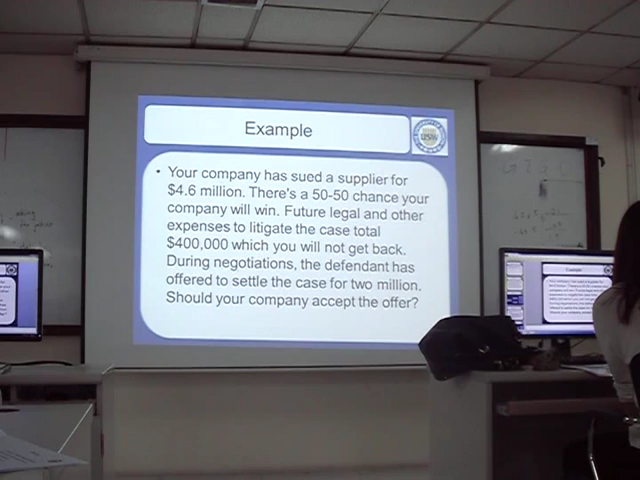 Example
• Your company has sued a supplier for
$4.6 million. There's a 50-50 chance your
company will win. Future legal and other
expenses to litigate the case total
$400,000 which you will not get back.
During negotiations, the defendant has
offered to settle the case for two million.
Should your company accept the offer?
Example